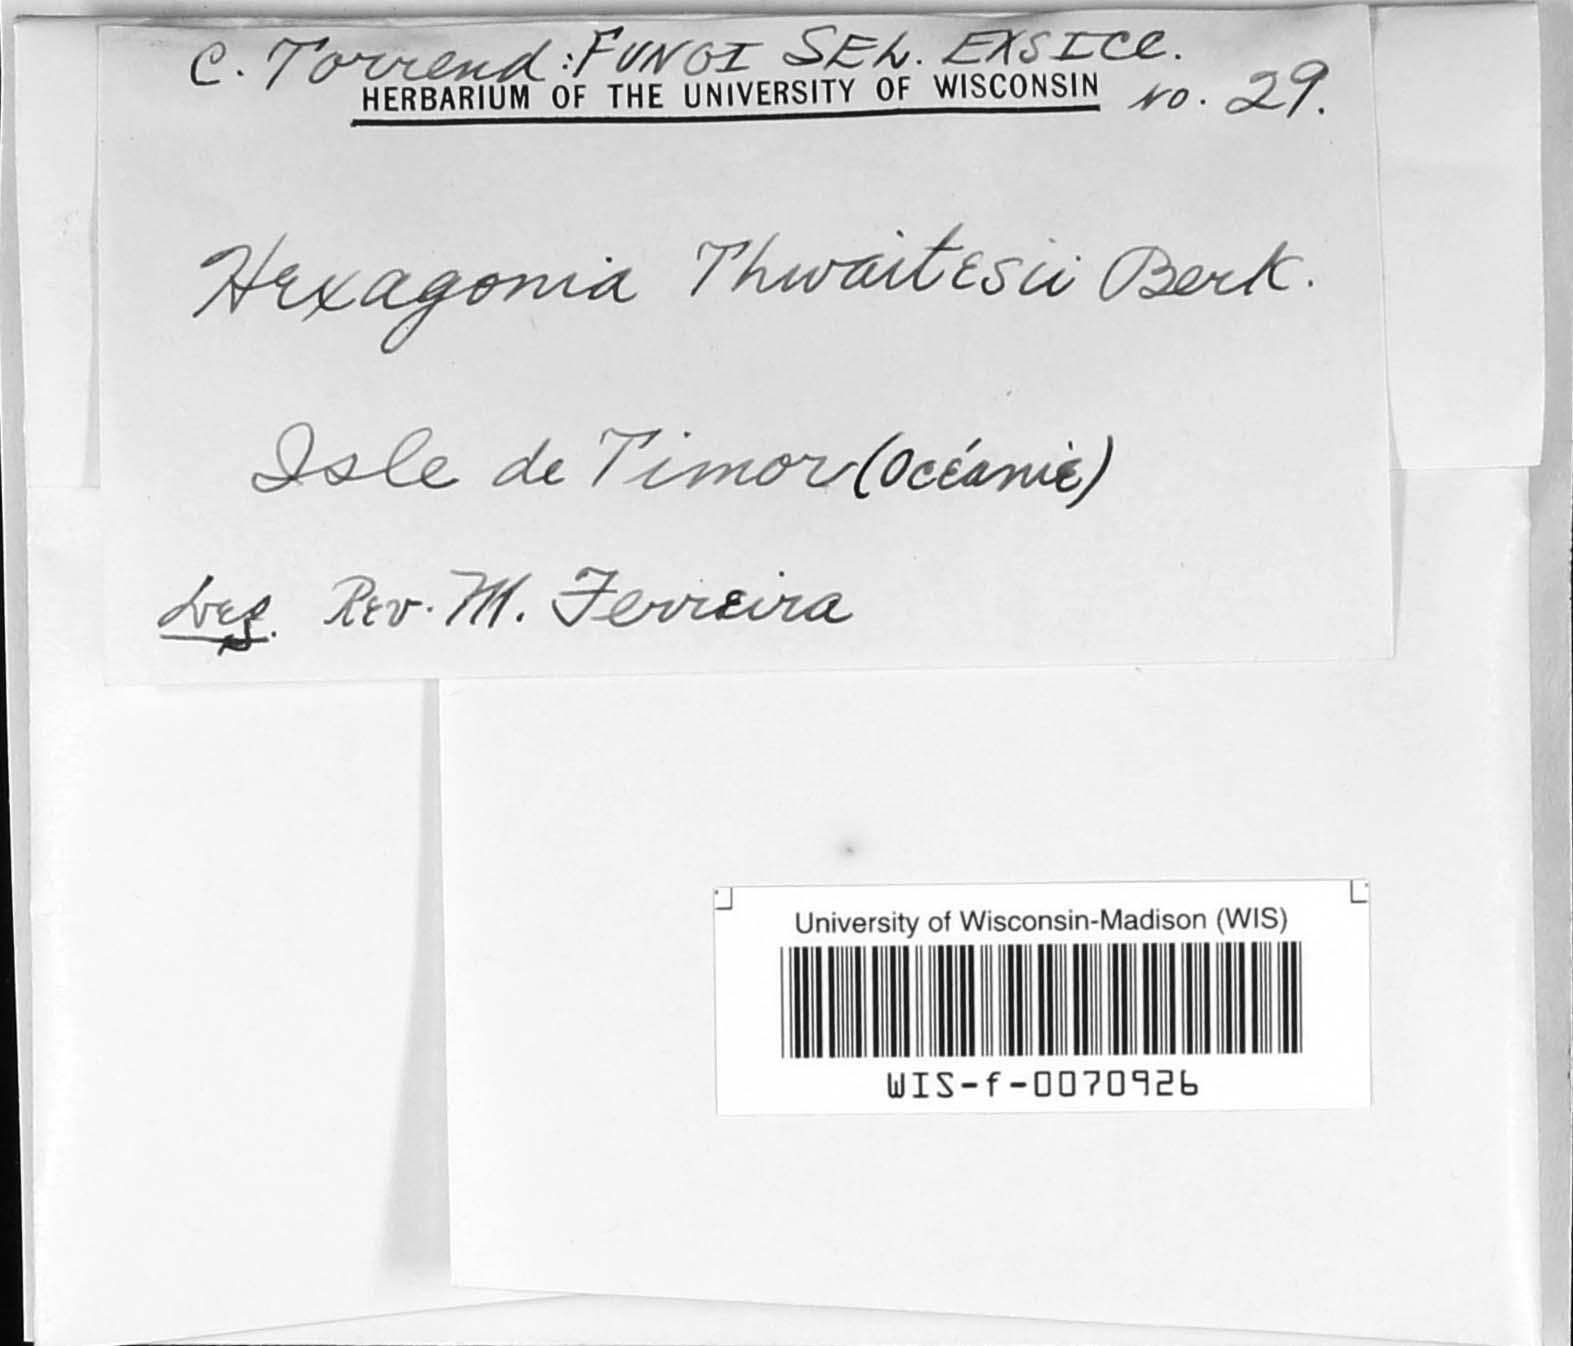 C. Torrend: FUNGI SEL. EXSICC.
HERBARIUM OF THE UNIVERSITY OF WISCONSIN No. 29.
Hexagonia Thwaitesii Berk.
Isle de Timor (Océanie)
Leg. Rev. M. Ferreira
University of Wisconsin-Madison (WIS)
WIS-f-0070926